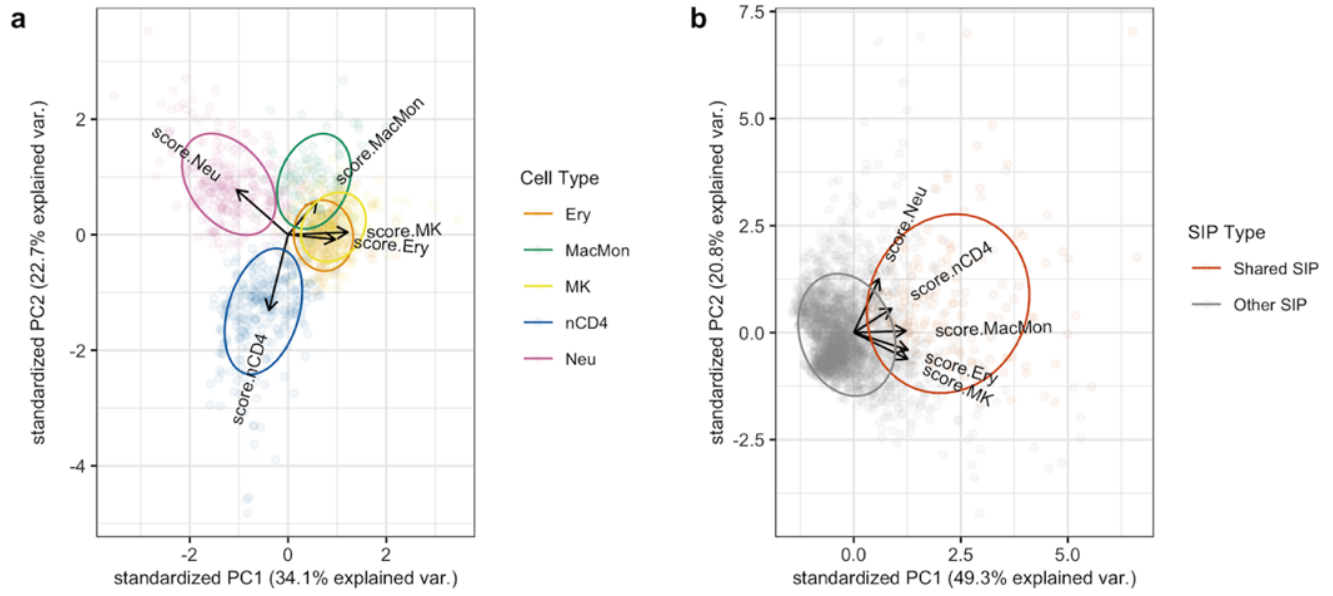 a
standardized PC2 (22.7% explained var.)
2
0
-2
-4
score.Neu
score.MacMon
score.MK
score.Ery
score.nCD4
-2
0
2
standardized PC1 (34.1% explained var.)
Cell Type
Ery
MacMon
MK
nCD4
Neu
b
standardized PC2 (20.8% explained var.)
7.5
5.0
2.5
0.0
-2.5
score.Neu
score.nCD4
score.MacMon
score.Ery
score.MK
0.0
2.5
5.0
standardized PC1 (49.3% explained var.)
SIP Type
Shared SIP
Other SIP